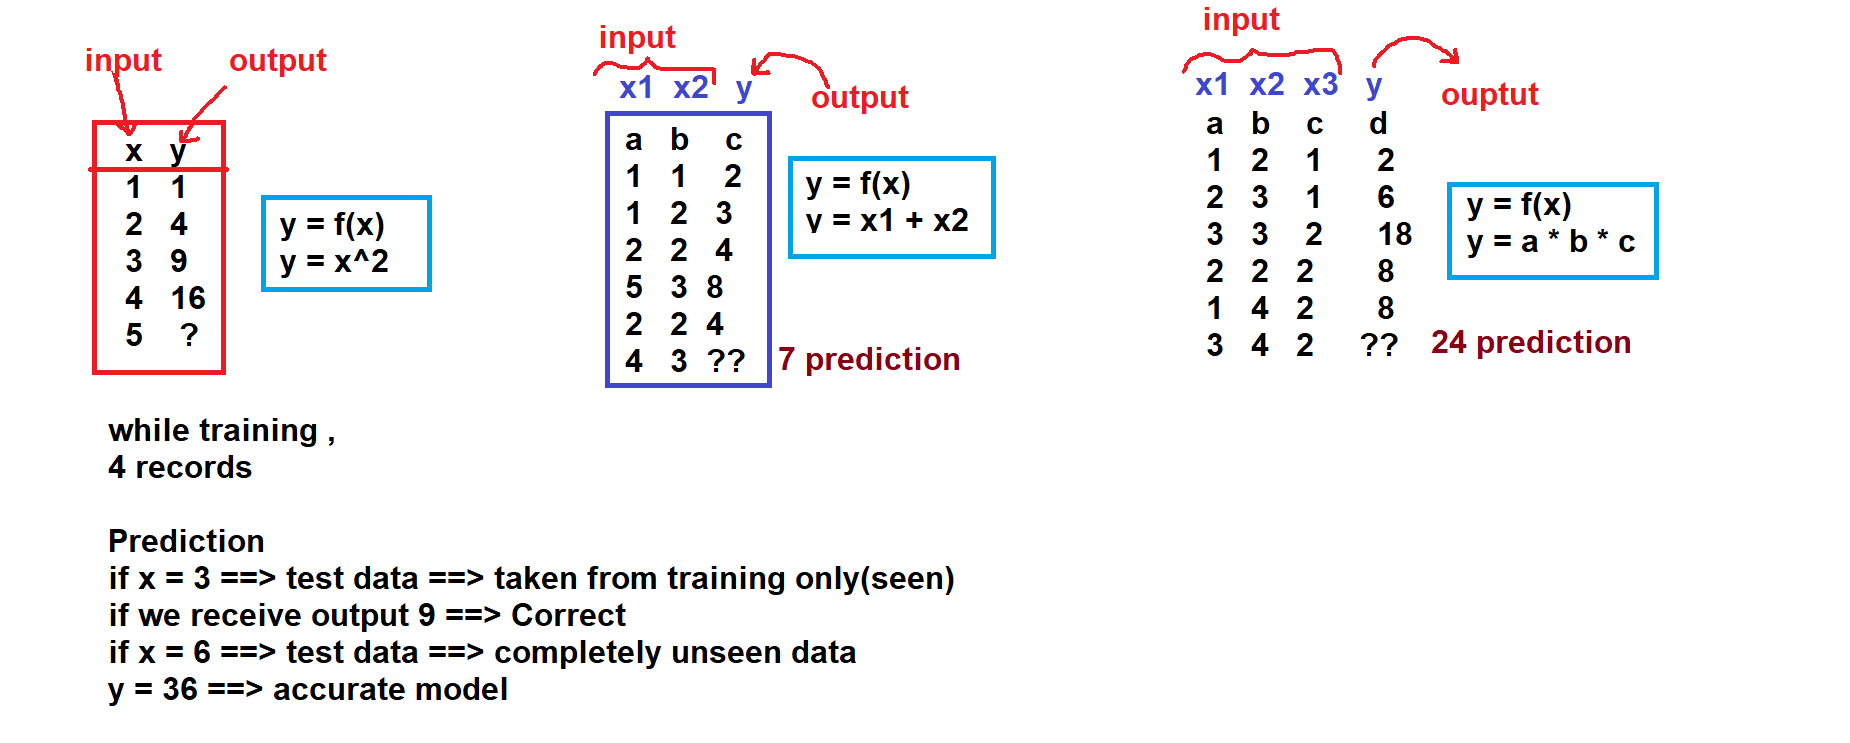 input output
x y
1 1
2 4
3 9
4 16
5 ?
y = f(x)
y = x^2
while training ,
4 records
Prediction
if x = 3 ==> test data ==> taken from training only(seen)
if we receive output 9 ==> Correct
if x = 6 ==> test data ==> completely unseen data
y = 36 ==> accurate model
input
x1 x2 y
output
a b c
1 1 2
1 2 3
2 2 4
5 3 8
2 2 4
4 3 ??
7 prediction
y = f(x)
y = x1 + x2
input
x1 x2 x3 y
ouptut
a b c d
1 2 1 2
2 3 1 6
3 3 2 18
2 2 2 8
1 4 2 8
3 4 2 ??
24 prediction
y = f(x)
y = a * b * c